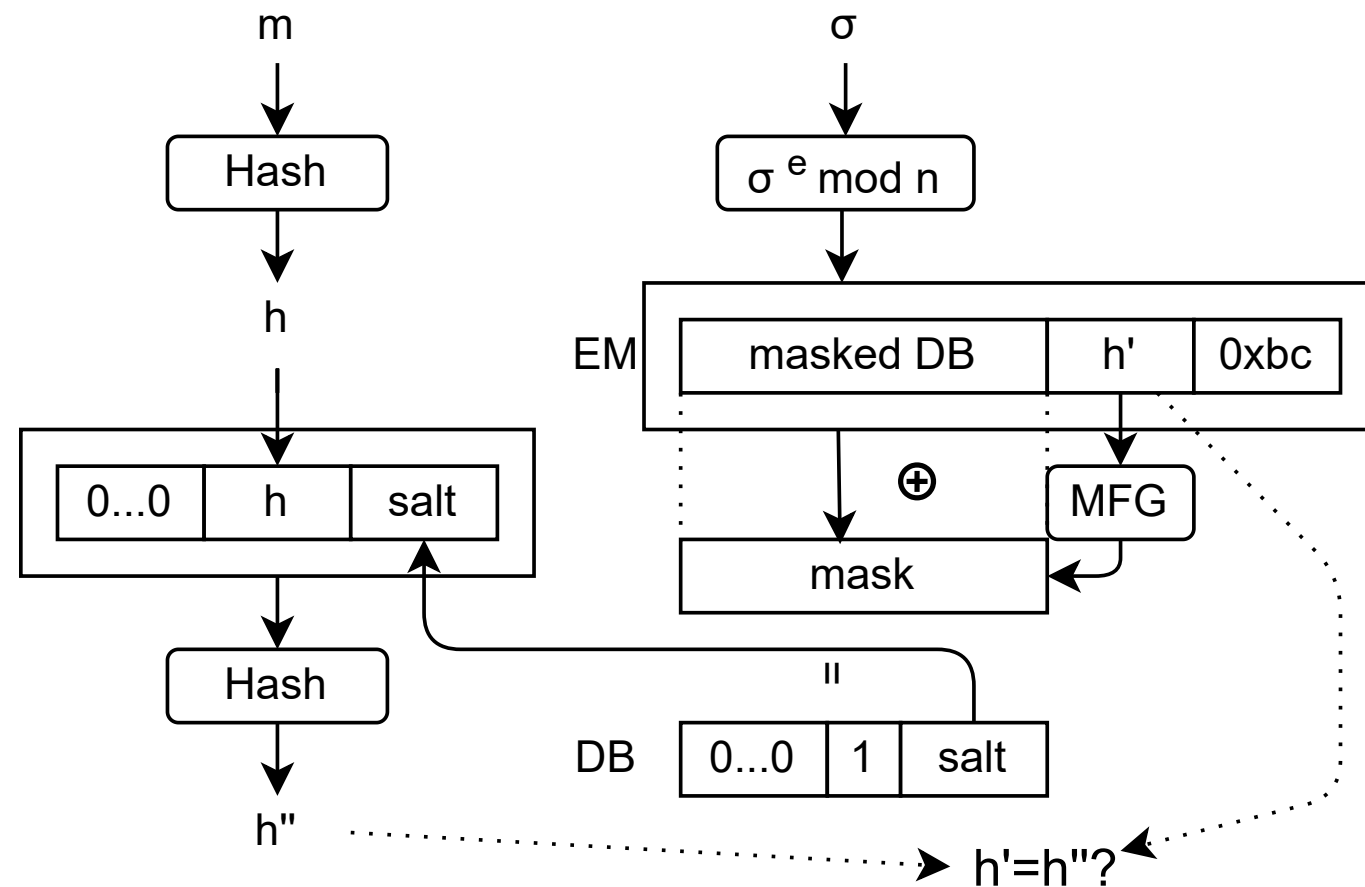 m
σ
Hash
σ e mod n
h
EM
masked DB
h'
0xbc
0...0
h
salt
⊕
MFG
mask
Hash
=
DB
0...0
1
salt
h''
h'=h''?